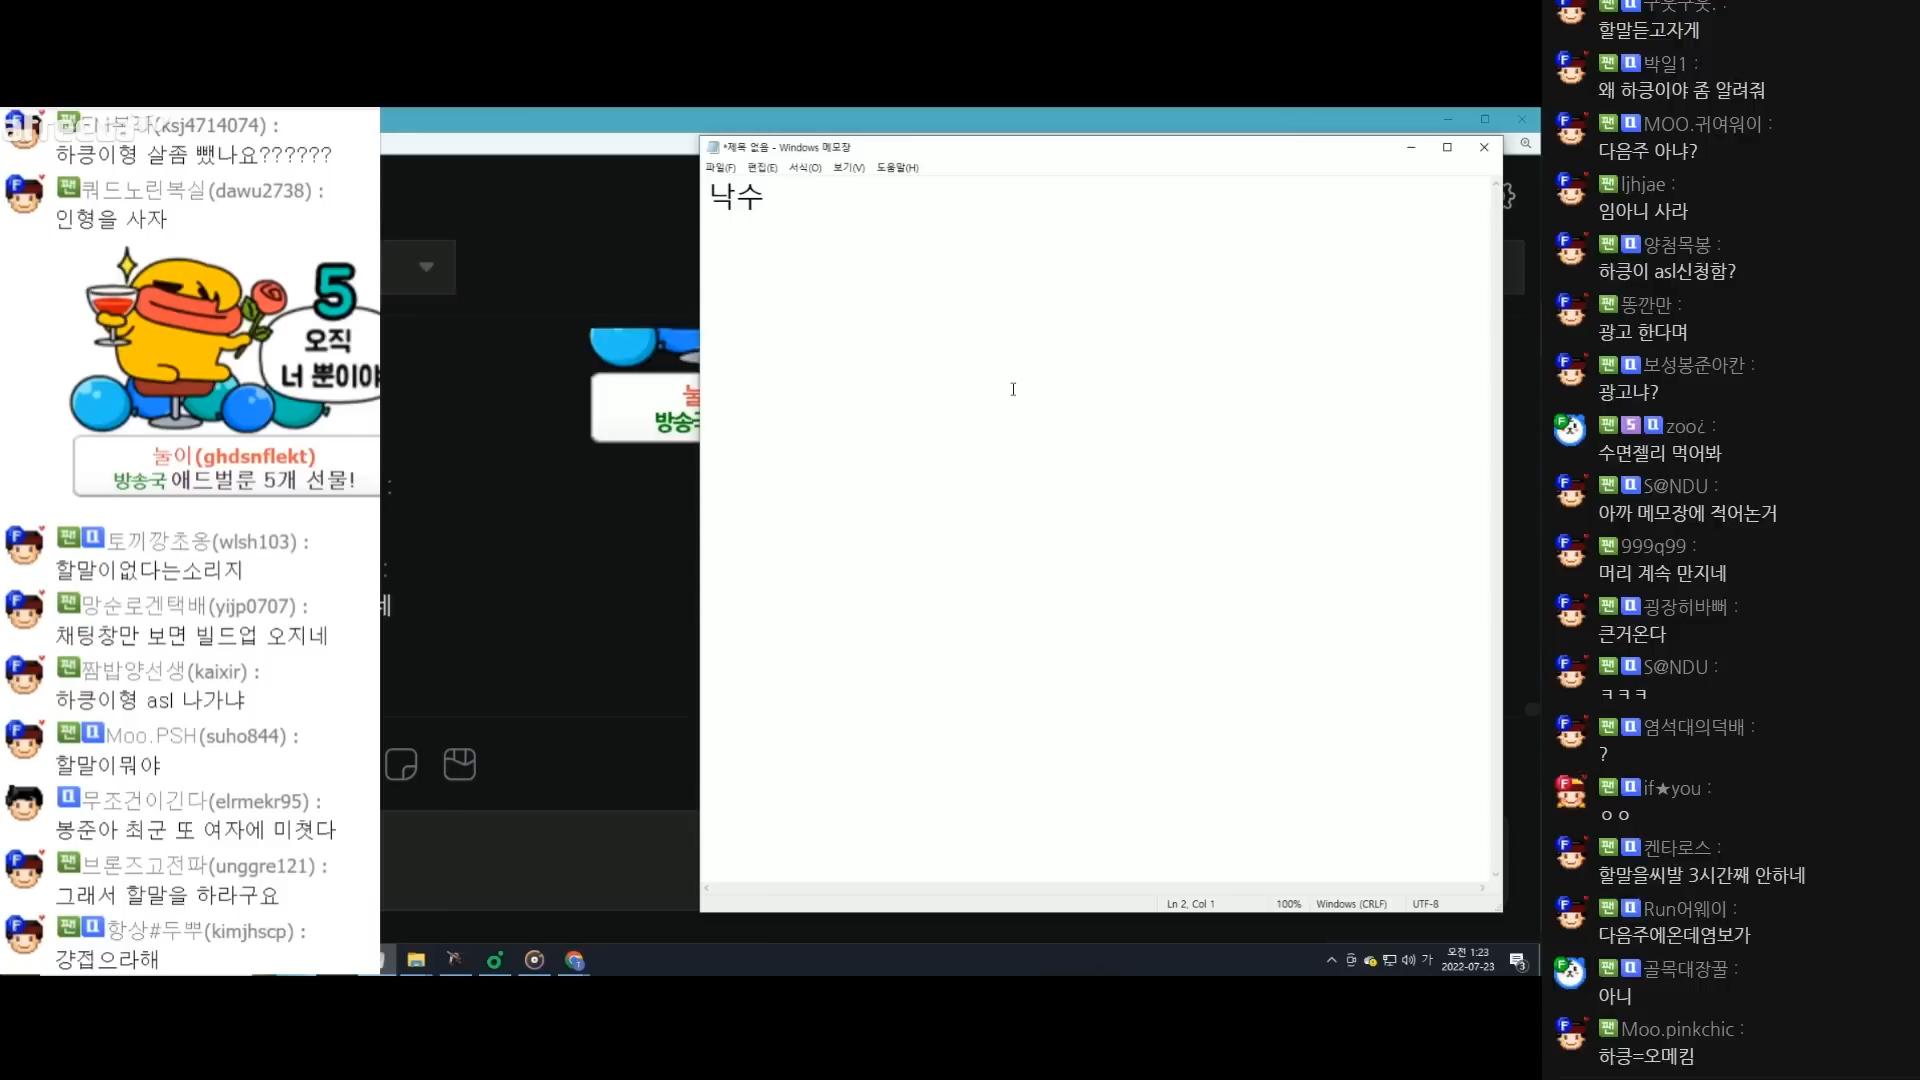 하킁이형 살좀 뺐나요??????
쿼드노린복실(dawu2738) :
인형을 사자
5
오직
너 뿐이야
눌이(ghdsnflekt)
방송국 애드벌룬 5개 선물!
토끼깡초옹(wlsh103) :
할말이없다는소리지
망순로겐택배(yijp0707) :
채팅창만 보면 빌드업 오지네
짬밥양선생(kaixir) :
하킁이형 asl 나가냐
Moo.PSH(suho844) :
할말이뭐야
무조건이긴다(elrmekr95) :
봉준아 최군 또 여자에 미쳣다
브론즈고전파(unggre121) :
그래서 할말을 하라구요
항상#두뿌(kimjhscp) :
걍접으라해
*제목 없음 - Windows 메모장
파일(F) 편집(E) 서식(O) 보기(V) 도움말(H)
낙수
방송국
Ln 2, Col 1 100% Windows (CRLF) UTF-8
가 오전 1:23
2022-07-23
3
할말듣고자게
박일1 :
왜 하킁이야 좀 알려줘
MOO.귀여워이 :
다음주 아냐?
ljhjae :
임아니 사라
양첨목봉 :
하킁이 asl신청함?
똥깐만 :
광고 한다며
보성봉준아칸 :
광고냐?
zoo¿ :
수면젤리 먹어봐
S@NDU :
아까 메모장에 적어논거
999q99 :
머리 계속 만지네
굉장히바뻐 :
큰거온다
S@NDU :
ㅋㅋㅋ
염석대의덕배 :
?
if★you :
ㅇㅇ
켄타로스 :
할말을씨발 3시간째 안하네
Run어웨이 :
다음주에온데염보가
골목대장꿀 :
아니
Moo.pinkchic :
하킁=오메킴